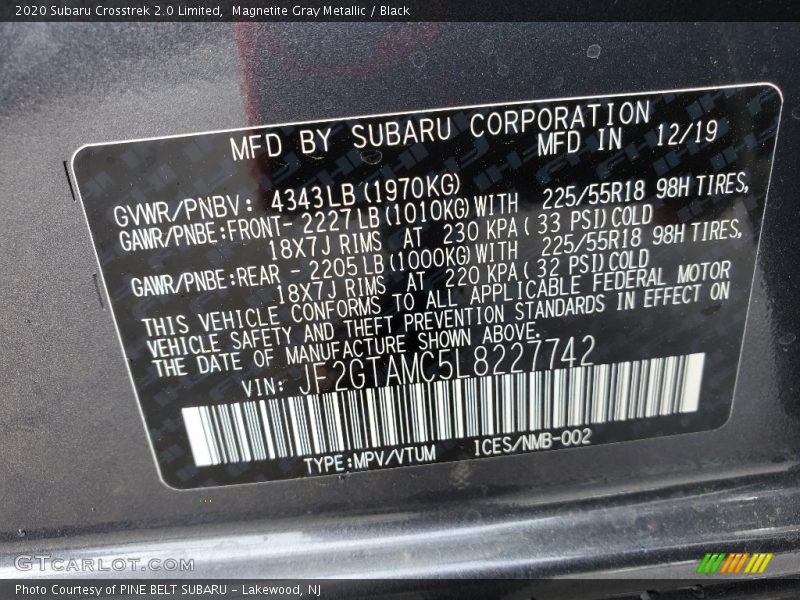 2020 Subaru Crosstrek 2.0 Limited,  Magnetite Gray Metallic / Black
MFD BY SUBARU CORPORATION
MFD IN 12/19
GVWR/PNBV: 4343LB(1970KG)
GAWR/PNBE:FRONT- 2227LB(1010KG)WITH 225/55R18 98H TIRES,
18X7J RIMS AT 230 KPA( 33 PSI)COLD
GAWR/PNBE:REAR - 2205LB(1000KG)WITH 225/55R18 98H TIRES,
18X7J RIMS AT 220 KPA( 32 PSI)COLD
THIS VEHICLE CONFORMS TO ALL APPLICABLE FEDERAL MOTOR
VEHICLE SAFETY AND THEFT PREVENTION STANDARDS IN EFFECT ON
THE DATE OF MANUFACTURE SHOWN ABOVE.
VIN: JF2GTAMC5L8227742
TYPE:MPV/VTUM ICES/NMB-002
GTCarLot.com
Photo Courtesy of PINE BELT SUBARU - Lakewood, NJ